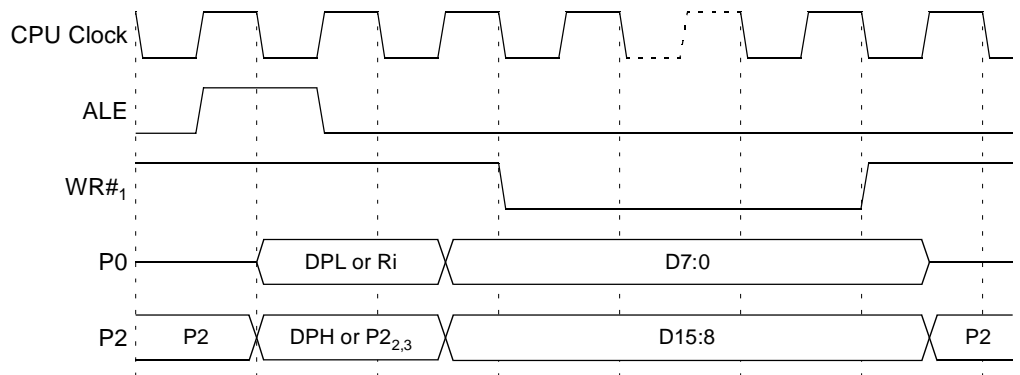 CPU Clock
ALE
WR#1
P0 DPL or Ri D7:0
P2 P2 DPH or P22,3 D15:8 P2